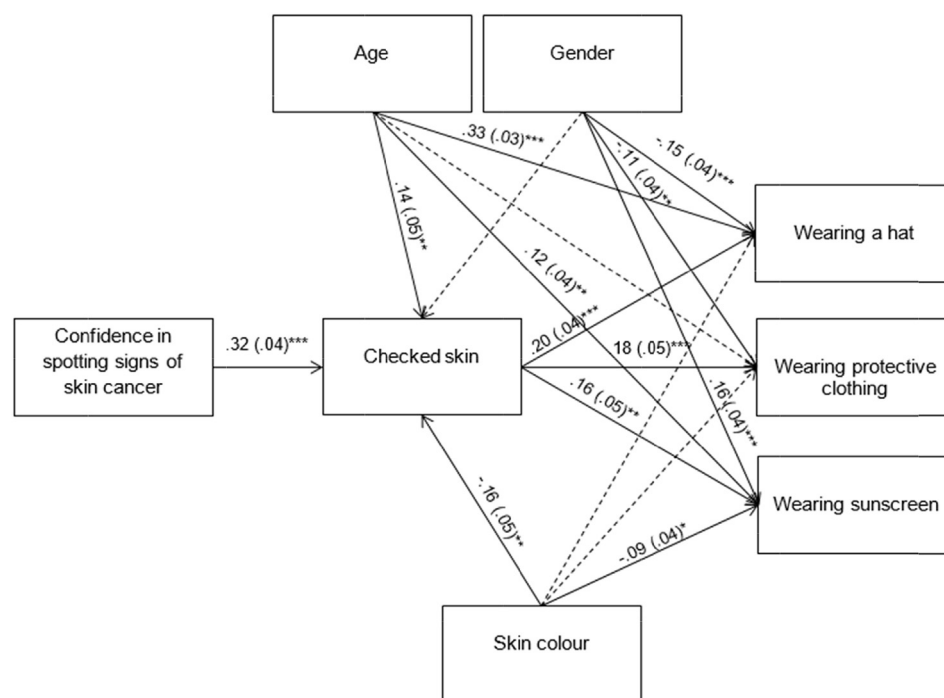 Age
Gender
.33 (.03)***
-.15 (.04)***
-.11 (.04)**
.14 (.05)**
Wearing a hat
.12 (.04)**
Confidence in
spotting signs of
skin cancer
.32 (.04)***
Checked skin
.20 (.04)***
.18 (.05)***
Wearing protective
clothing
.16 (.05)**
.16 (.04)***
-.16 (.05)**
Wearing sunscreen
-.09 (.04)*
Skin colour